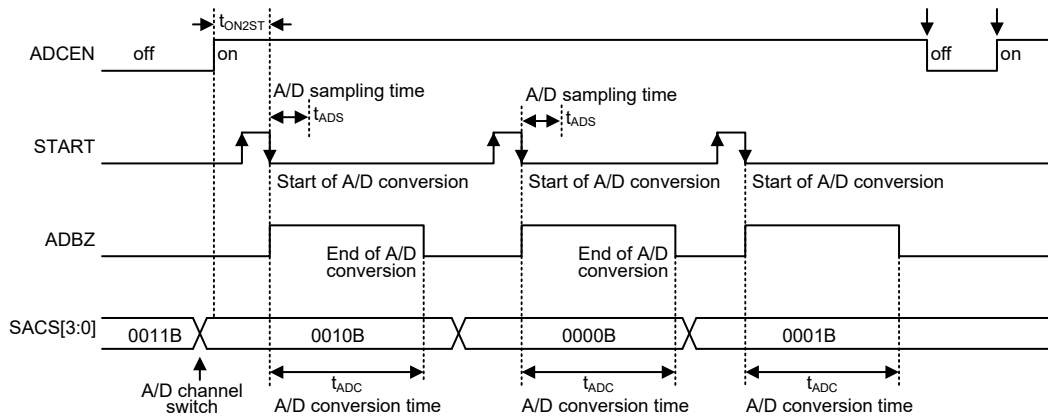 tON2ST
ADCEN
off
on
off
on
A/D sampling time
tADS
A/D sampling time
tADS
START
Start of A/D conversion
Start of A/D conversion
Start of A/D conversion
ADBZ
End of A/D
conversion
End of A/D
conversion
SACS[3:0]
0011B
0010B
0000B
0001B
A/D channel
switch
tADC
A/D conversion time
tADC
A/D conversion time
tADC
A/D conversion time